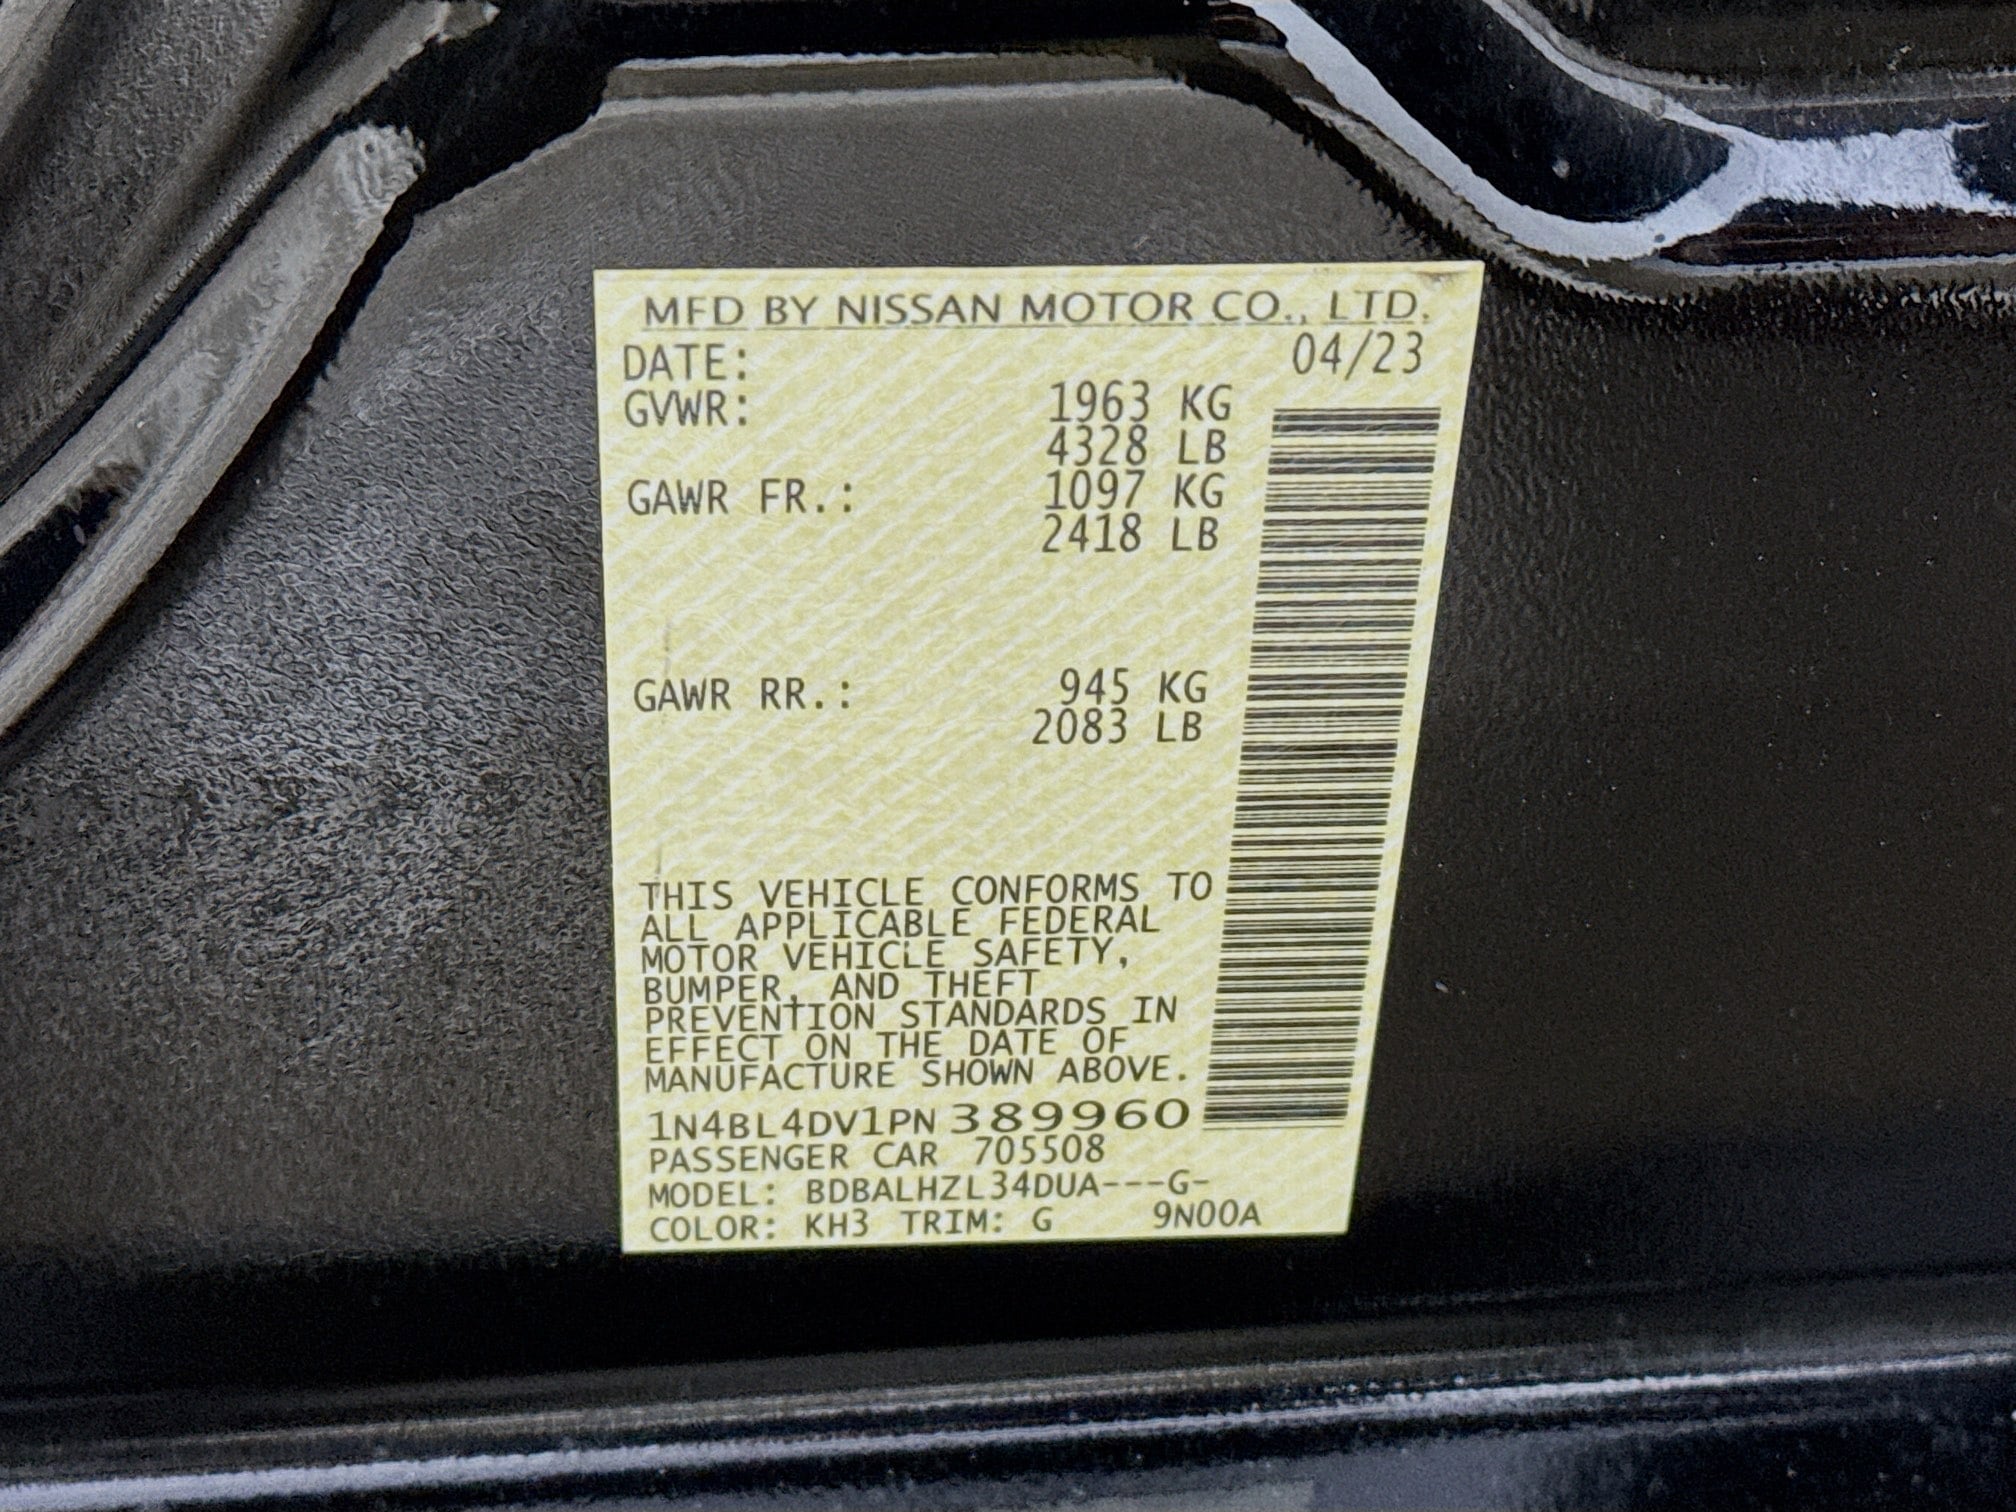 MFD BY NISSAN MOTOR CO., LTD.
DATE: 04/23
GVWR: 1963 KG
4328 LB
GAWR FR.: 1097 KG
2418 LB
GAWR RR.: 945 KG
2083 LB
THIS VEHICLE CONFORMS TO
ALL APPLICABLE FEDERAL
MOTOR VEHICLE SAFETY,
BUMPER, AND THEFT
PREVENTION STANDARDS IN
EFFECT ON THE DATE OF
MANUFACTURE SHOWN ABOVE.
1N4BL4DV1PN389960
PASSENGER CAR 705508
MODEL: BDBALHZL34DUA---G-
COLOR: KH3 TRIM: G 9N00A